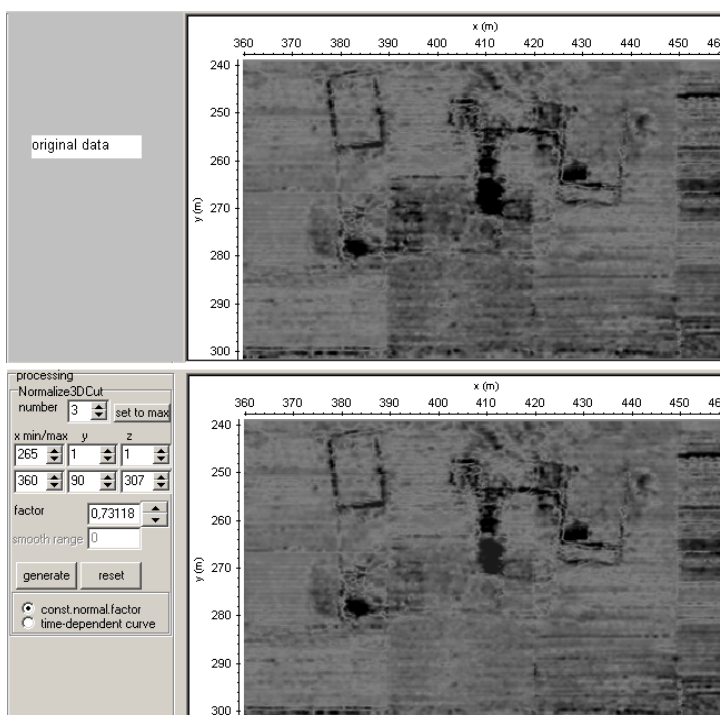 x (m)
360 370 380 390 400 410 420 430 440 450
240
250
260
270
280
290
300
y (m)
original data
processing
Normalize3DCut
number 3 set to max
x min/max y z
265 1 1
360 90 307
factor 0,73118
smooth range 0
generate reset
const.normal.factor
time-dependent curve
x (m)
360 370 380 390 400 410 420 430 440 450
240
250
260
270
280
290
300
y (m)